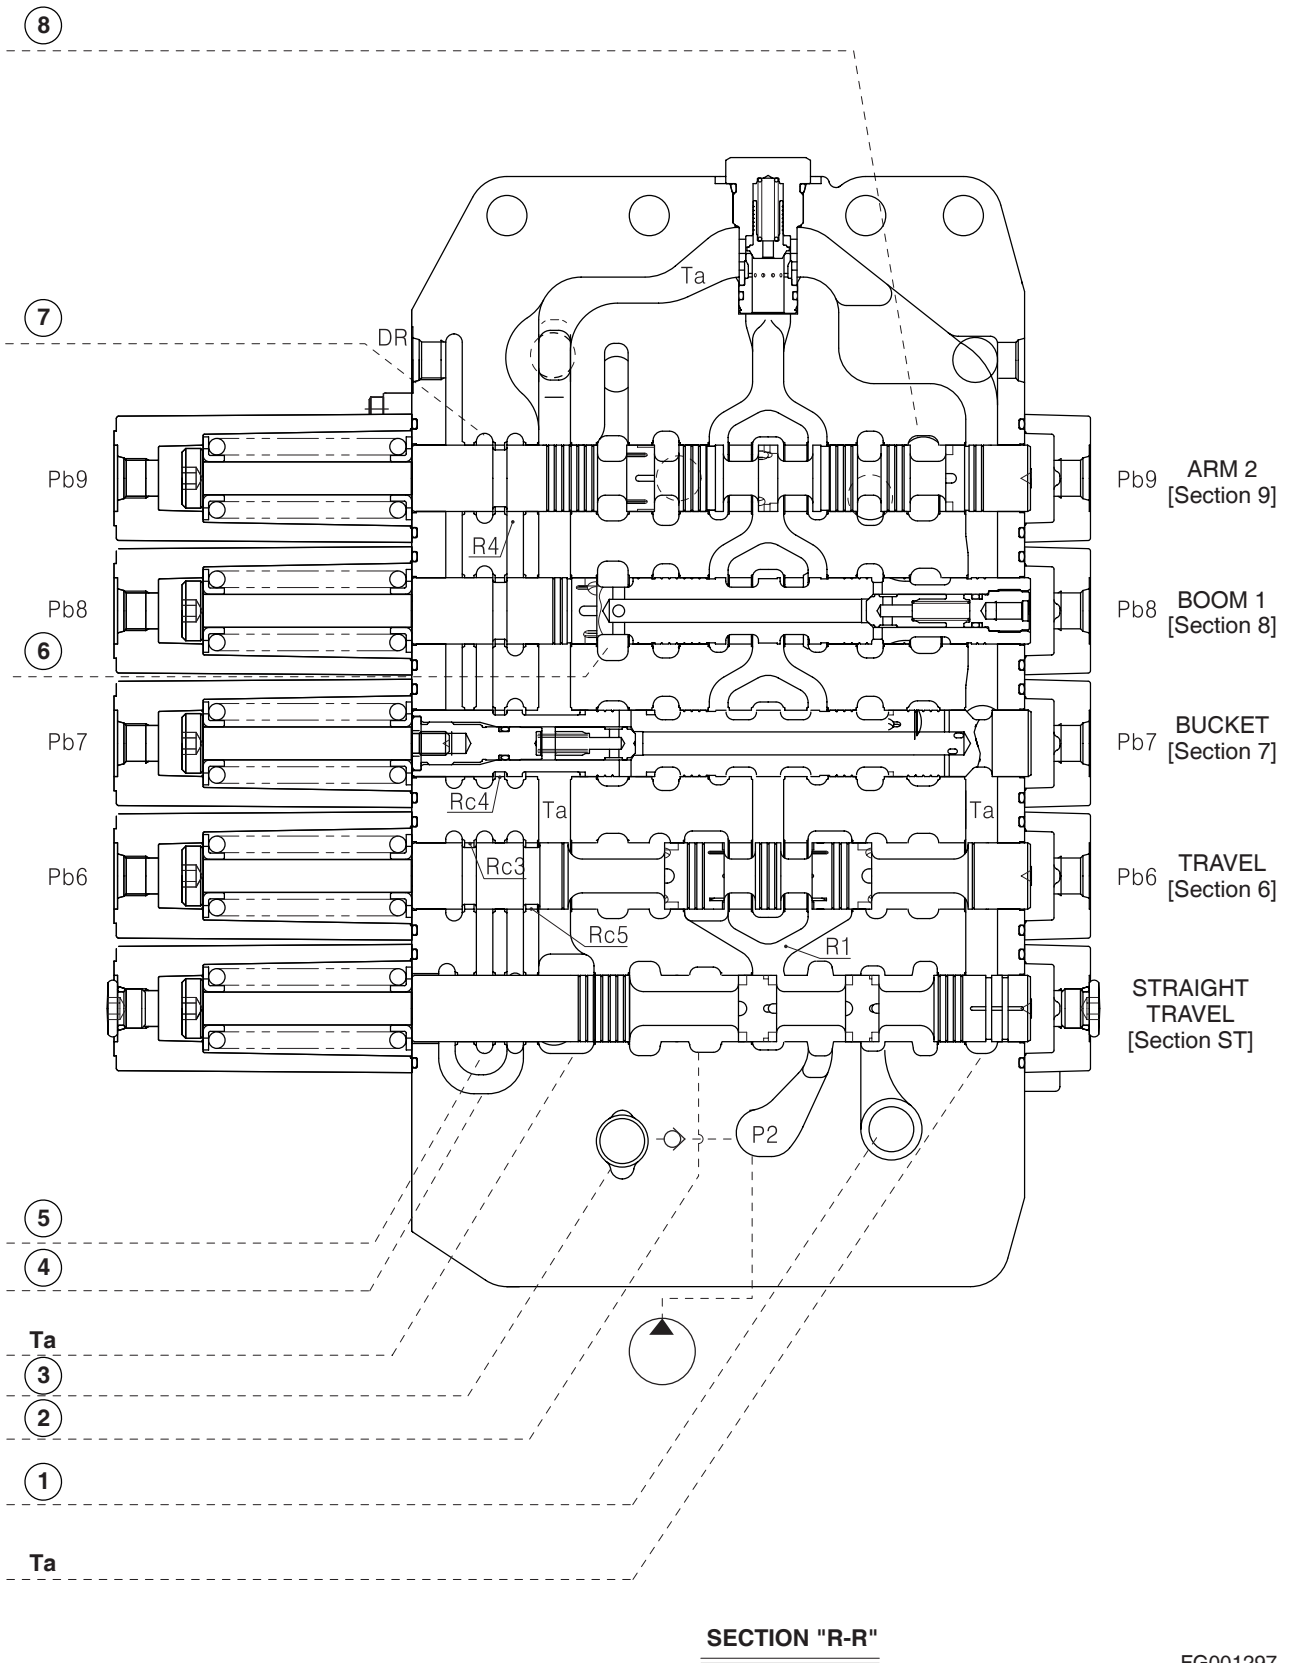 8
Ta
7
DR
Pb9
Pb9
ARM 2
[Section 9]
R4
Pb8
Pb8
BOOM 1
[Section 8]
6
Pb7
Pb7
BUCKET
[Section 7]
Rc4
Ta
Ta
Pb6
Rc3
Pb6
TRAVEL
[Section 6]
Rc5
R1
STRAIGHT
TRAVEL
[Section ST]
P2
5
4
Ta
3
2
1
Ta
SECTION "R-R"
FG001297